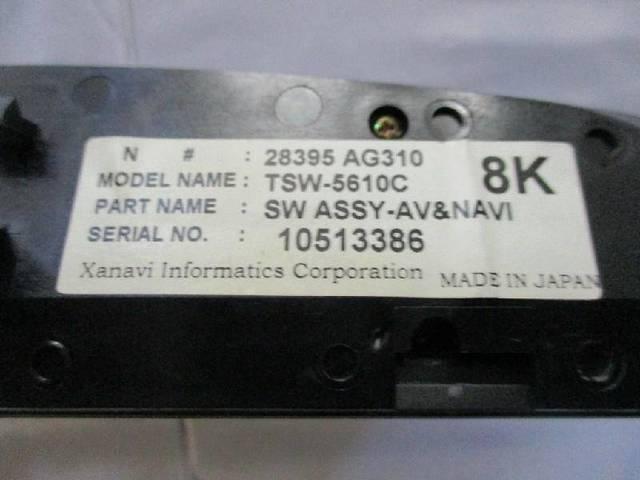 N # : 28395 AG310
8K
MODEL NAME : TSW-5610C
PART NAME : SW ASSY-AV&NAVI
SERIAL NO. : 10513386
Xanavi Informatics Corporation MADE IN JAPAN